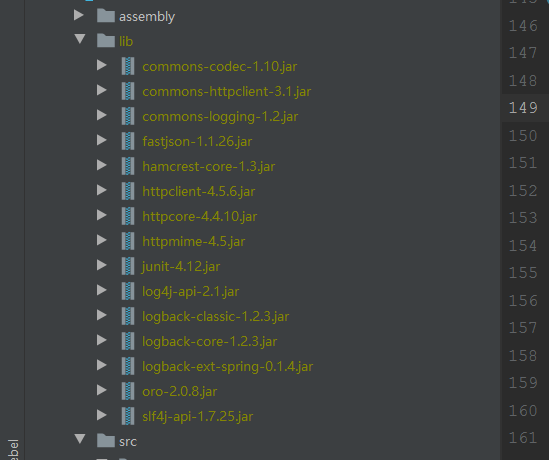 assembly
lib
commons-codec-1.10.jar
commons-httpclient-3.1.jar
commons-logging-1.2.jar
fastjson-1.1.26.jar
hamcrest-core-1.3.jar
httpclient-4.5.6.jar
httpcore-4.4.10.jar
httpmime-4.5.jar
junit-4.12.jar
log4j-api-2.1.jar
logback-classic-1.2.3.jar
logback-core-1.2.3.jar
logback-ext-spring-0.1.4.jar
oro-2.0.8.jar
slf4j-api-1.7.25.jar
src
ebel
146
147
148
149
150
151
152
153
154
155
156
157
158
159
160
161